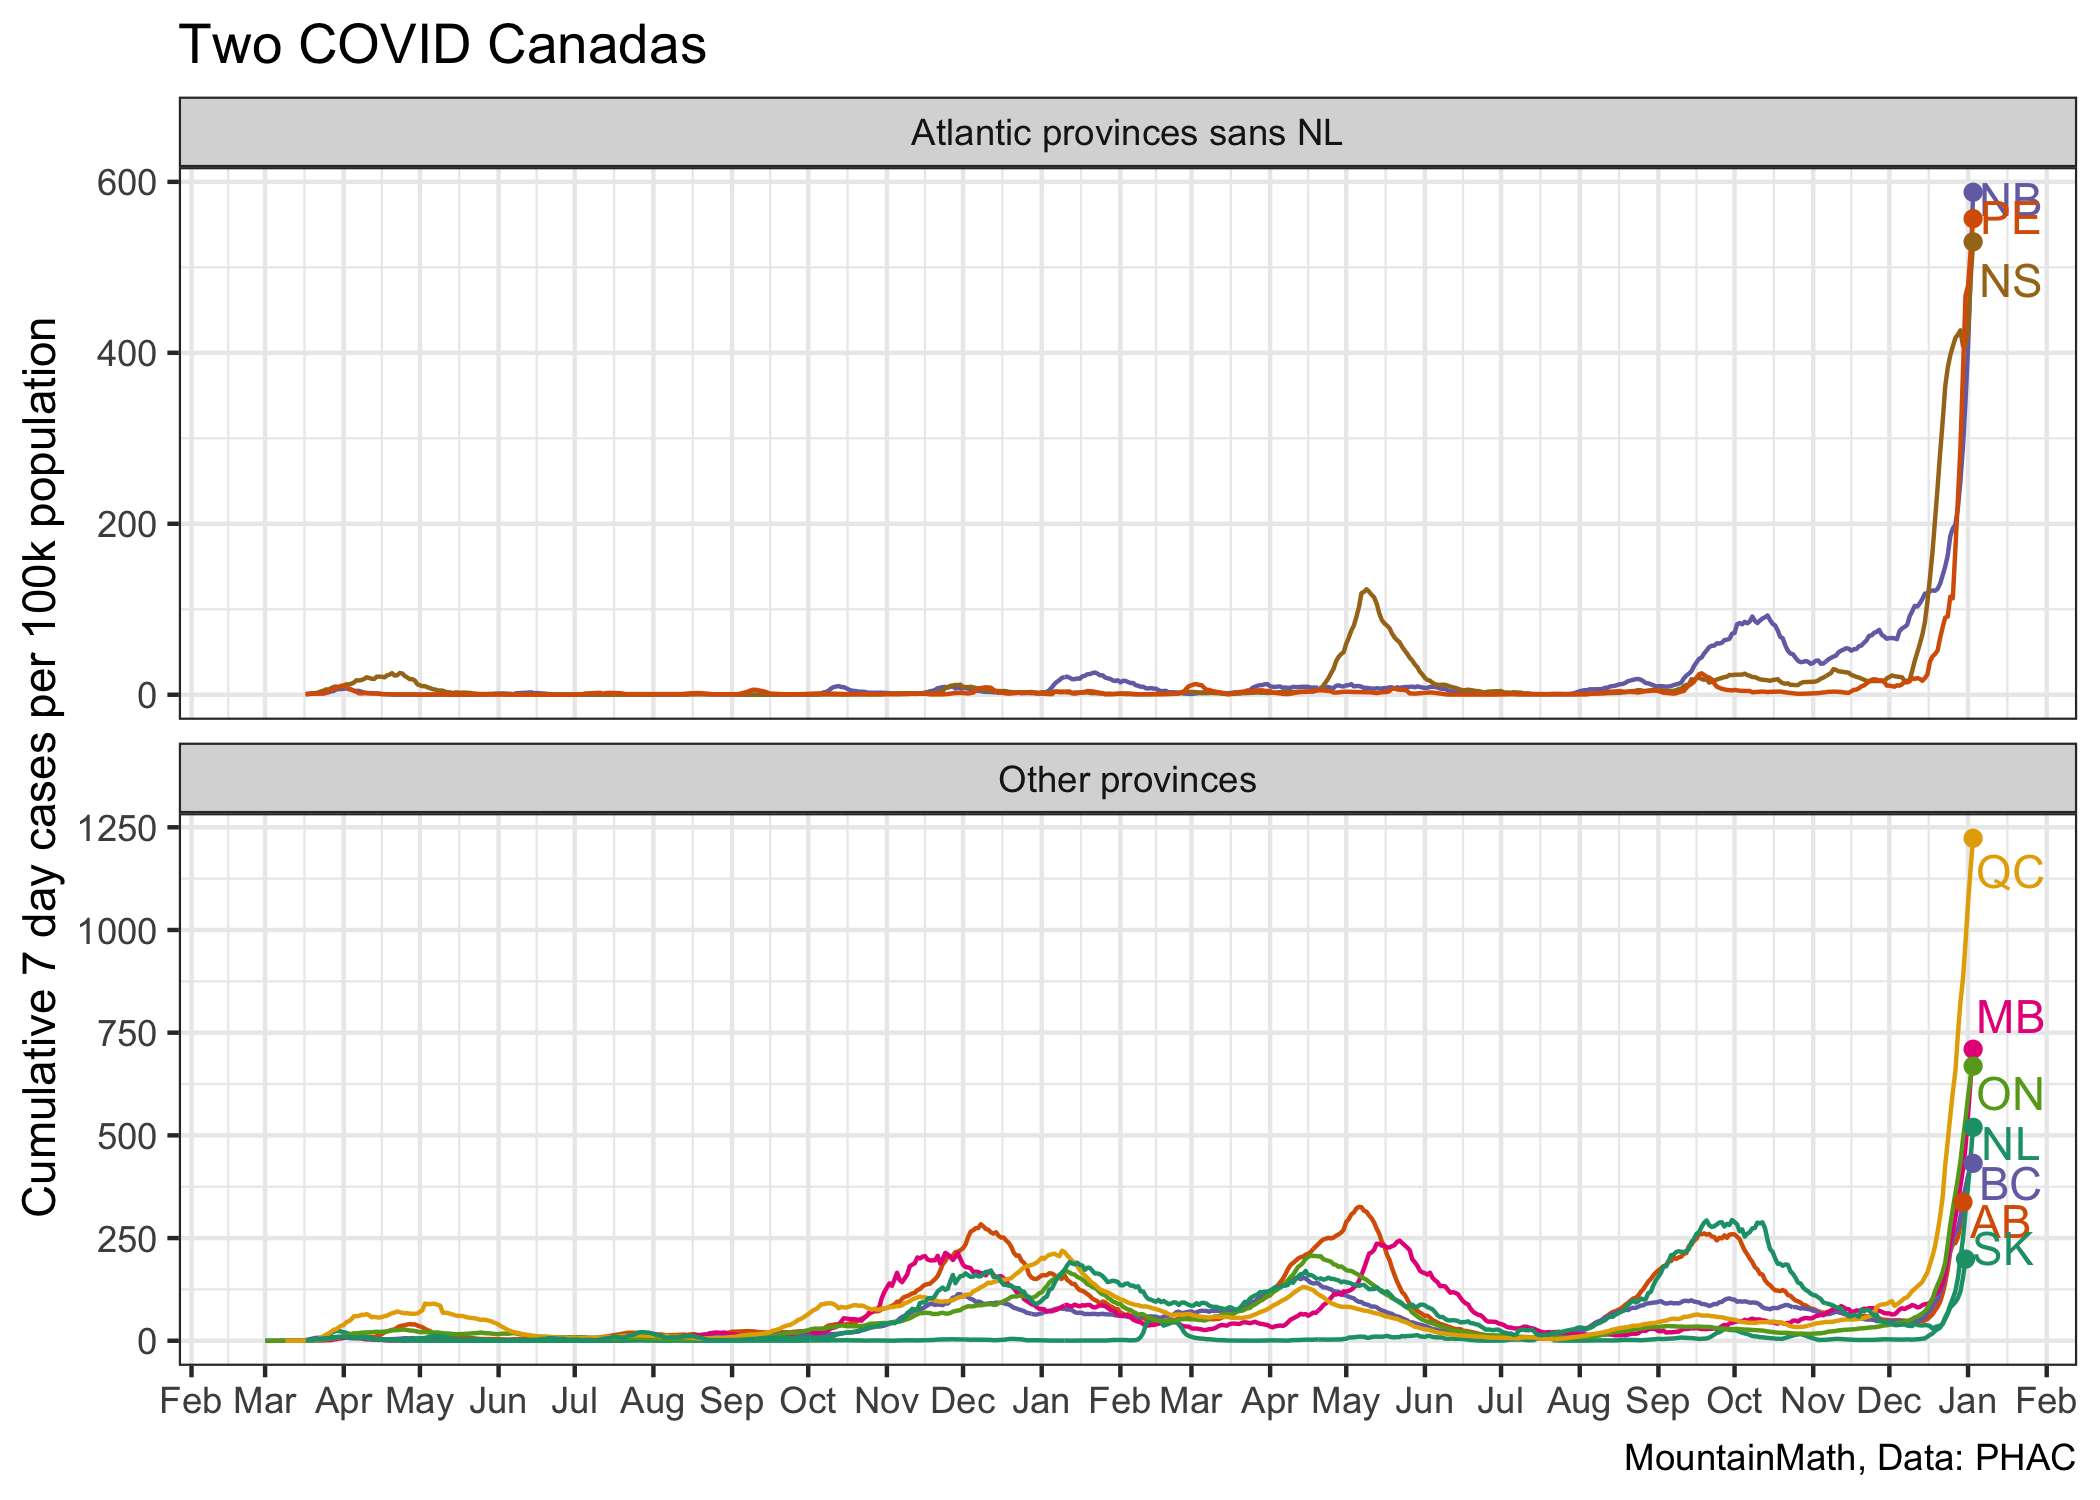 Two COVID Canadas
Atlantic provinces sans NL
600
400
200
0
NB
PE
NS
Cumulative 7 day cases per 100k population
Other provinces
1250
1000
750
500
250
0
QC
MB
ON
NL
BC
AB
SK
Feb Mar Apr May Jun Jul Aug Sep Oct Nov Dec Jan Feb Mar Apr May Jun Jul Aug Sep Oct Nov Dec Jan Feb
MountainMath, Data: PHAC